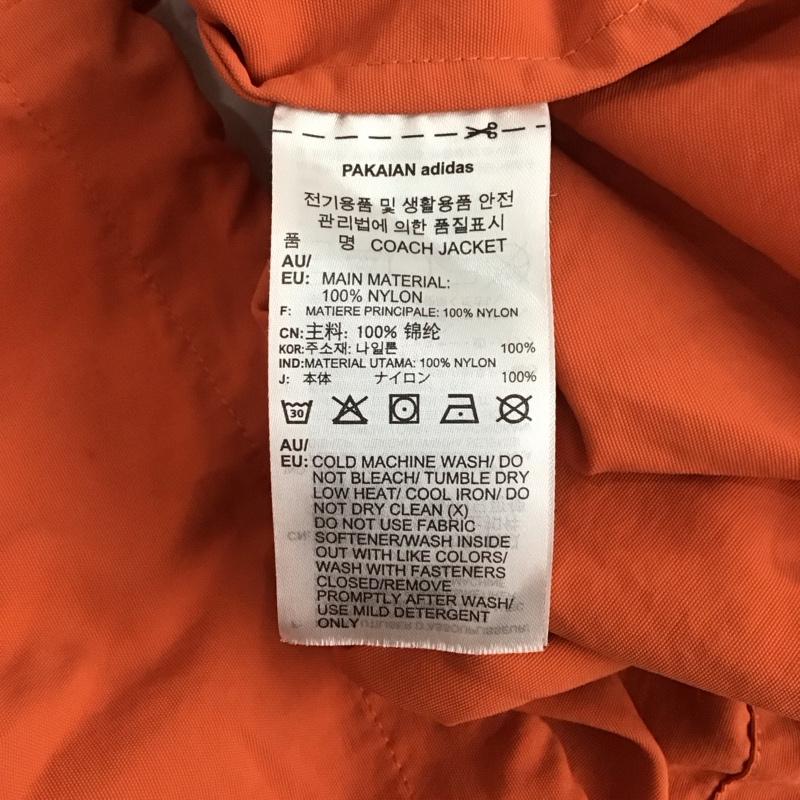 PAKAIAN adidas
전기용품 및 생활용품 안전
관리법에 의한 품질표시
품 명 COACH JACKET
AU/
EU: MAIN MATERIAL:
100% NYLON
F: MATIERE PRINCIPALE: 100% NYLON
CN:主料: 100% 锦纶
KOR:주소재: 나일론 100%
IND:MATERIAL UTAMA: 100% NYLON
J: 本体 ナイロン 100%
30
AU/
EU: COLD MACHINE WASH/ DO
NOT BLEACH/ TUMBLE DRY
LOW HEAT/ COOL IRON/ DO
NOT DRY CLEAN (X)
DO NOT USE FABRIC
SOFTENER/WASH INSIDE
OUT WITH LIKE COLORS/
WASH WITH FASTENERS
CLOSED/REMOVE
PROMPTLY AFTER WASH/
USE MILD DETERGENT
ONLY